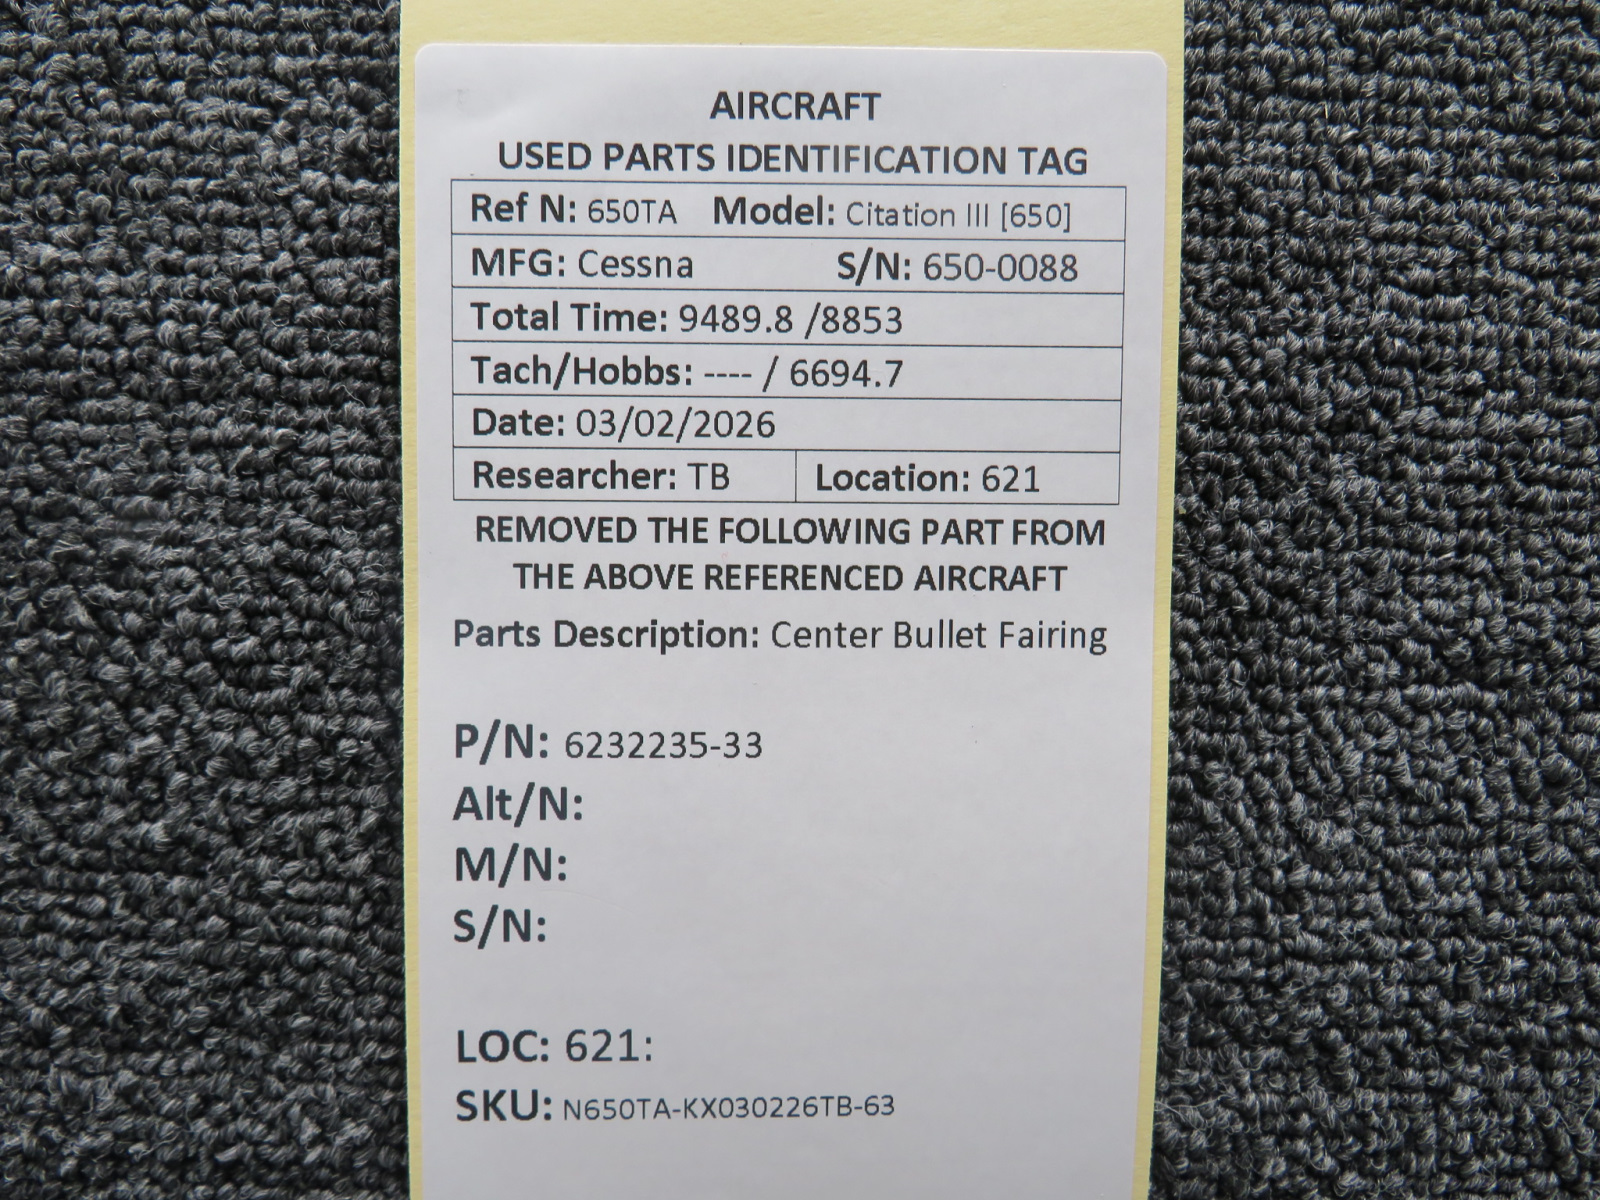 AIRCRAFT
USED PARTS IDENTIFICATION TAG
Ref N: 650TA Model: Citation III [650]
MFG: Cessna S/N: 650-0088
Total Time: 9489.8 /8853
Tach/Hobbs: ---- / 6694.7
Date: 03/02/2026
Researcher: TB Location: 621
REMOVED THE FOLLOWING PART FROM
THE ABOVE REFERENCED AIRCRAFT
Parts Description: Center Bullet Fairing
P/N: 6232235-33
Alt/N:
M/N:
S/N:
LOC: 621:
SKU: N650TA-KX030226TB-63